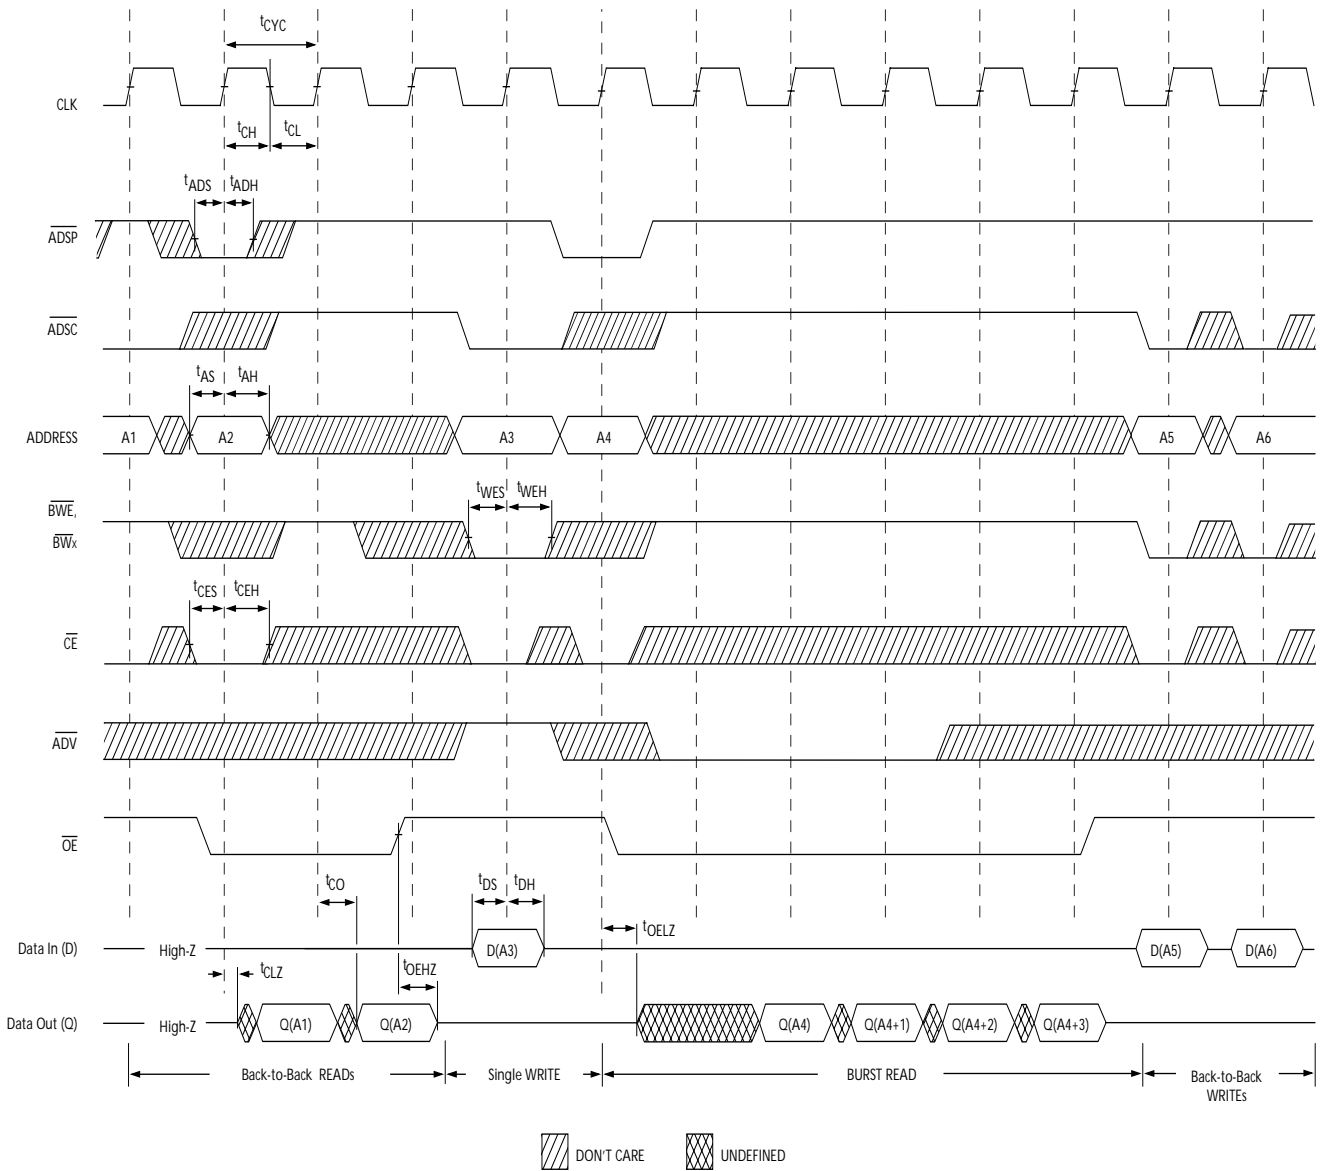 tCYC
CLK
tCH
tCL
tADS
tADH
ADSP
ADSC
tAS
tAH
ADDRESS
A1
A2
A3
A4
A5
A6
tWES
tWEH
BWE,
BWx
tCES
tCEH
CE
ADV
OE
tCO
tDS
tDH
tOELZ
Data In (D)
High-Z
D(A3)
D(A5)
D(A6)
tCLZ
tOEHZ
Data Out (Q)
High-Z
Q(A1)
Q(A2)
Q(A4)
Q(A4+1)
Q(A4+2)
Q(A4+3)
Back-to-Back READs
Single WRITE
BURST READ
Back-to-Back
WRITEs
DON'T CARE
UNDEFINED